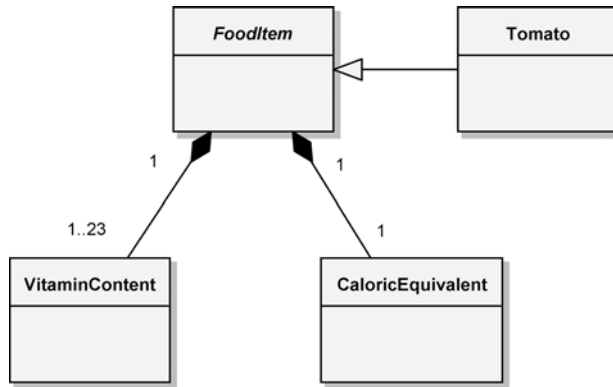 FoodItem
Tomato
1
1
1..23
1
VitaminContent
CaloricEquivalent